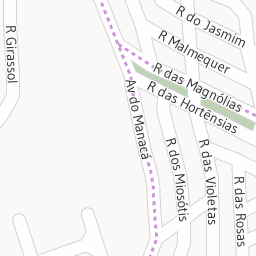 R do Jasmim
R Malmequer
R Girassol
R das Magnólias
R das Hortênsias
Av do Manacá
R dos Miosótis
R das Violetas
R das Rosas